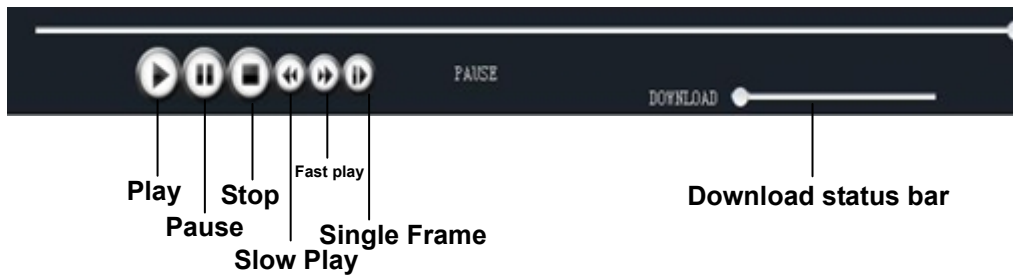 PAUSE
DOWNLOAD
Fast play
Play
Stop
Download status bar
Pause
Single Frame
Slow Play